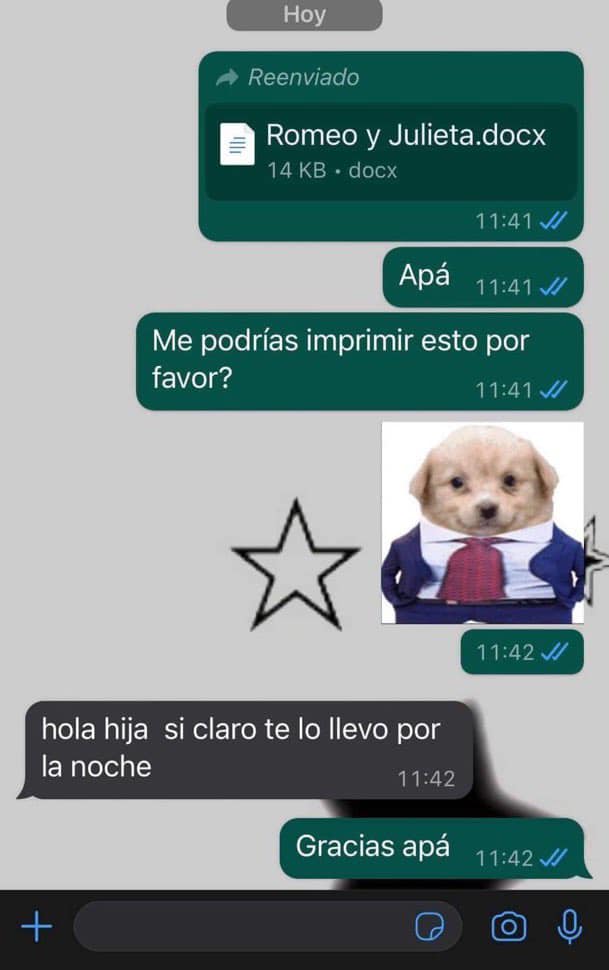 Hoy
Reenviado
Romeo y Julieta.docx
14 KB • docx
11:41
Apá
11:41
Me podrías imprimir esto por
favor?
11:41
11:42
hola hija  si claro te lo llevo por
la noche
11:42
Gracias apá
11:42